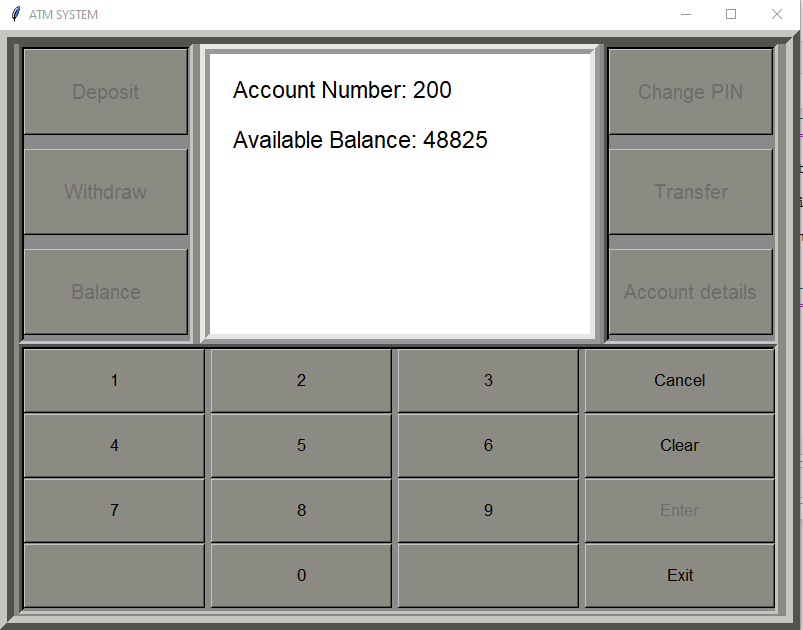 ATM SYSTEM
Deposit
Withdraw
Balance
Account Number: 200
Available Balance: 48825
Change PIN
Transfer
Account details
1 2 3 Cancel
4 5 6 Clear
7 8 9 Enter
0 Exit